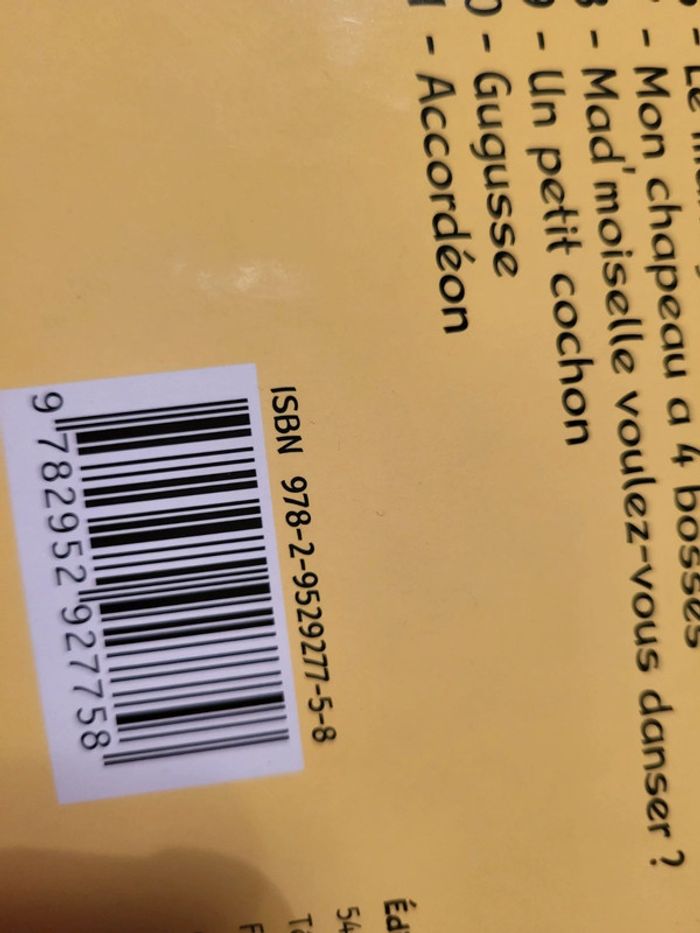 - Mon chapeau a 4 bosses
- Mad'moiselle voulez-vous danser ?
- Un petit cochon
- Gugusse
- Accordéon
ISBN 978-2-9529277-5-8
9 782952 927758